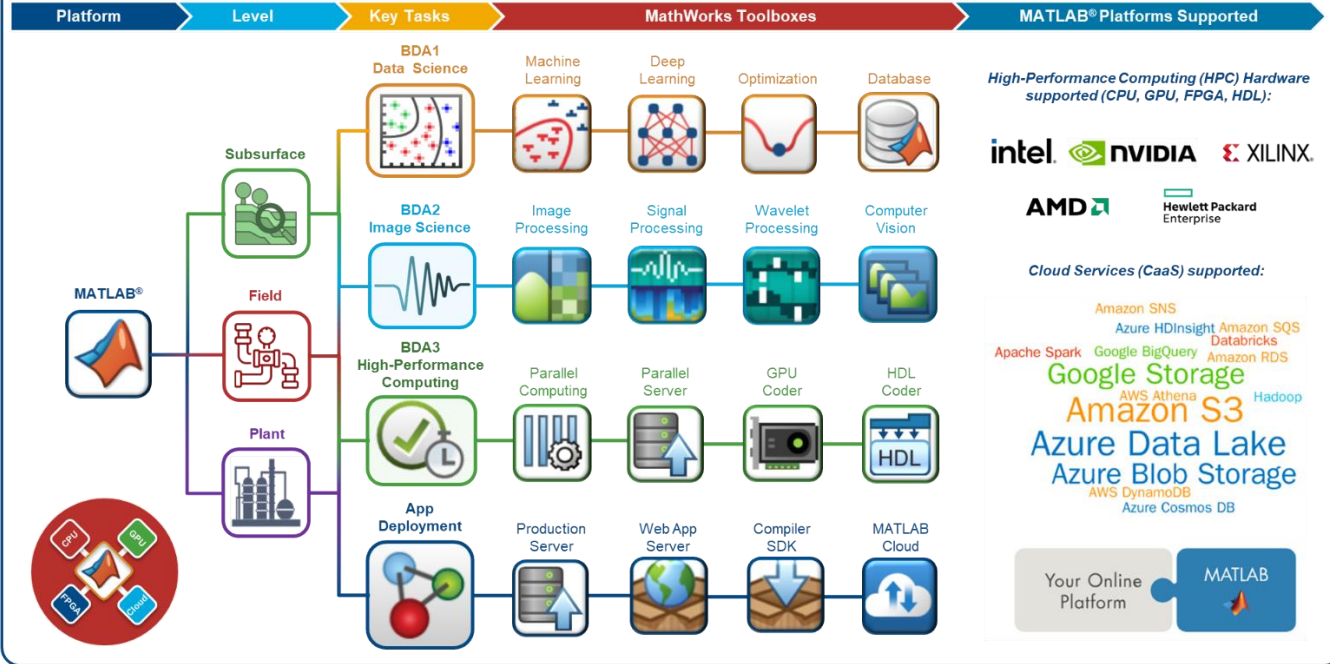 Platform
Level
Key Tasks
MathWorks Toolboxes
MATLAB® Platforms Supported
MATLAB®
Subsurface
Field
Plant
BDA1
Data Science
Machine
Learning
Deep
Learning
Optimization
Database
BDA2
Image Science
Image
Processing
Signal
Processing
Wavelet
Processing
Computer
Vision
BDA3
High-Performance
Computing
Parallel
Computing
Parallel
Server
GPU
Coder
HDL
Coder
HDL
App
Deployment
Production
Server
Web App
Server
Compiler
SDK
MATLAB
Cloud
CPU
GPU
FPGA
Cloud
High-Performance Computing (HPC) Hardware
supported (CPU, GPU, FPGA, HDL):
intel.
NVIDIA
XILINX.
AMD
Hewlett Packard
Enterprise
Cloud Services (CaaS) supported:
Amazon SNS
Azure HDInsight Amazon SQS
Databricks
Apache Spark Google BigQuery Amazon RDS
Google Storage
AWS Athena Hadoop
Amazon S3
Azure Data Lake
Azure Blob Storage
AWS DynamoDB
Azure Cosmos DB
Your Online
Platform
MATLAB